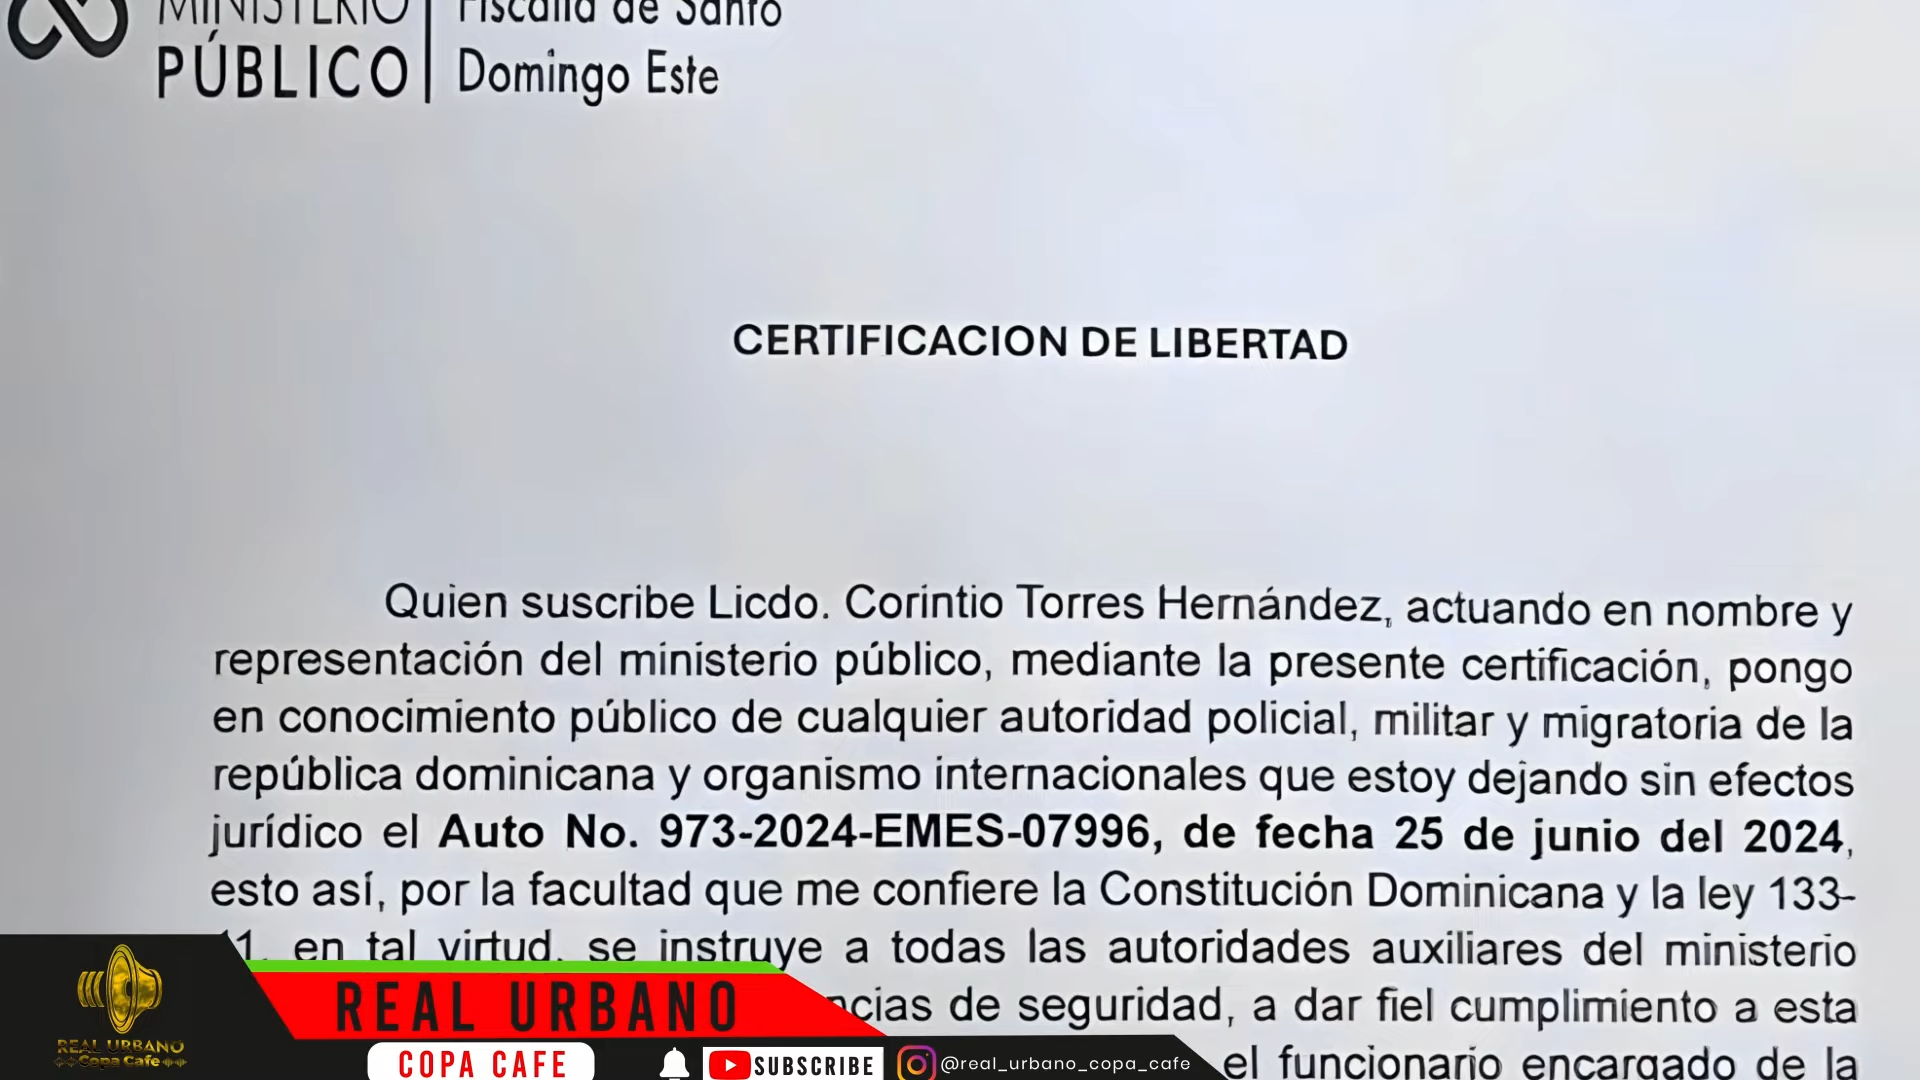 MINISTERIO
PÚBLICO
Fiscalía de Santo
Domingo Este
CERTIFICACION DE LIBERTAD
Quien suscribe Licdo. Corintio Torres Hernández, actuando en nombre y
representación del ministerio público, mediante la presente certificación, pongo
en conocimiento público de cualquier autoridad policial, militar y migratoria de la
república dominicana y organismo internacionales que estoy dejando sin efectos
jurídico el Auto No. 973-2024-EMES-07996, de fecha 25 de junio del 2024,
esto así, por la facultad que me confiere la Constitución Dominicana y la ley 133-
11, en tal virtud, se instruye a todas las autoridades auxiliares del ministerio
de seguridad, a dar fiel cumplimiento a esta
el funcionario encargado de la
REAL URBANO
Copa Cafe
REAL URBANO
COPA CAFE
SUBSCRIBE
@real_urbano_copa_cafe